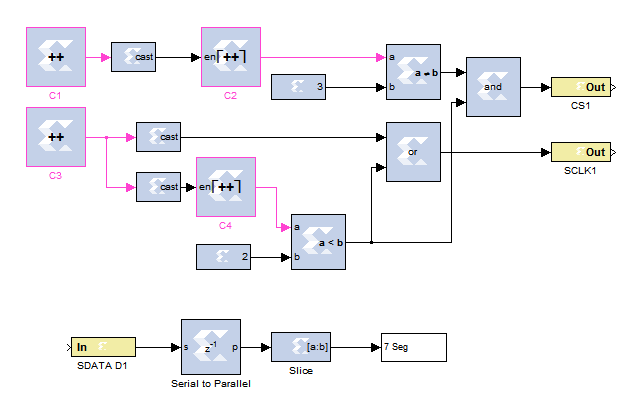 ++
C1
cast
en ++
C2
3
a
b
a ≠ b
and
Out
CS1
++
C3
cast
cast
en ++
C4
2
a
b
a < b
or
Out
SCLK1
In
SDATA D1
s
z-1
p
Serial to Parallel
[a:b]
Slice
7 Seg